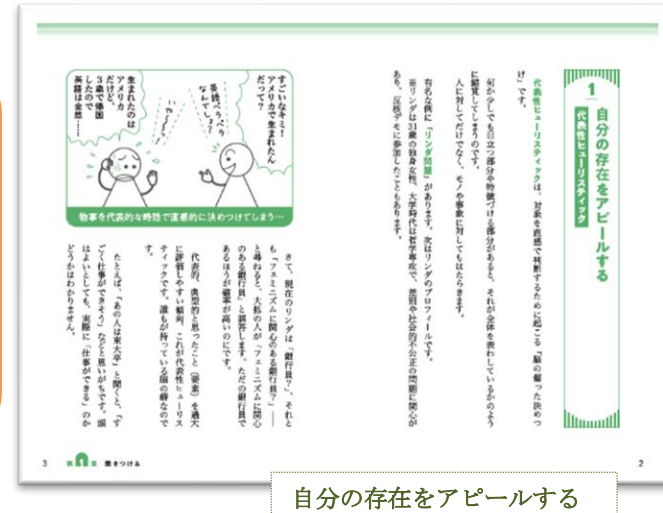 1
自分の存在をアピールする
代表性ヒューリスティック
代表性ヒューリスティックは、対象を直感で判断するために起こる「脳の偏った決めつ
け」です。
何か少しでも目立つ部分や特徴づける部分があると、それが全体を表わしているかのよう
に錯覚してしまうのです。
人に対してだけでなく、モノや事象に対してもはたらきます。
有名な例に「リンダ問題」があります。次はリンダのプロフィールです。
※リンダは31歳の独身女性、大学時代は哲学専攻で、差別や社会的不公正の問題に関心が
あり、反核デモに参加したこともあります。
2
すごいなキミ!
アメリカで生まれたん
だって?
英語ペラペラ
なんでしょ?
いや〜
生まれたのは
アメリカ
だけど、
3歳で帰国
したので
英語は全然……
物事を代表的な時効で直感的に決めつけてしまう…
さて、現在のリンダは「銀行員?」、それと
も「フェミニズムに関心のある銀行員?」――
と尋ねると、大抵の人が「フェミニズムに関心
のある銀行員」と誤答します。ただの銀行員で
あるほうが確率が高いのにです。
代表的、典型的と思ったこと(要素)を過大
に評価しやすい傾向、これが代表性ヒューリス
ティックです。誰もが持っている脳の癖なので
す。
たとえば、「あの人は東大卒」と聞くと、「す
ごく仕事ができそう」などと思いがちです。頭
はよいとしても、実際に「仕事ができる」のか
どうかはわかりません。
3
第1章 惹きつける
自分の存在をアピールする